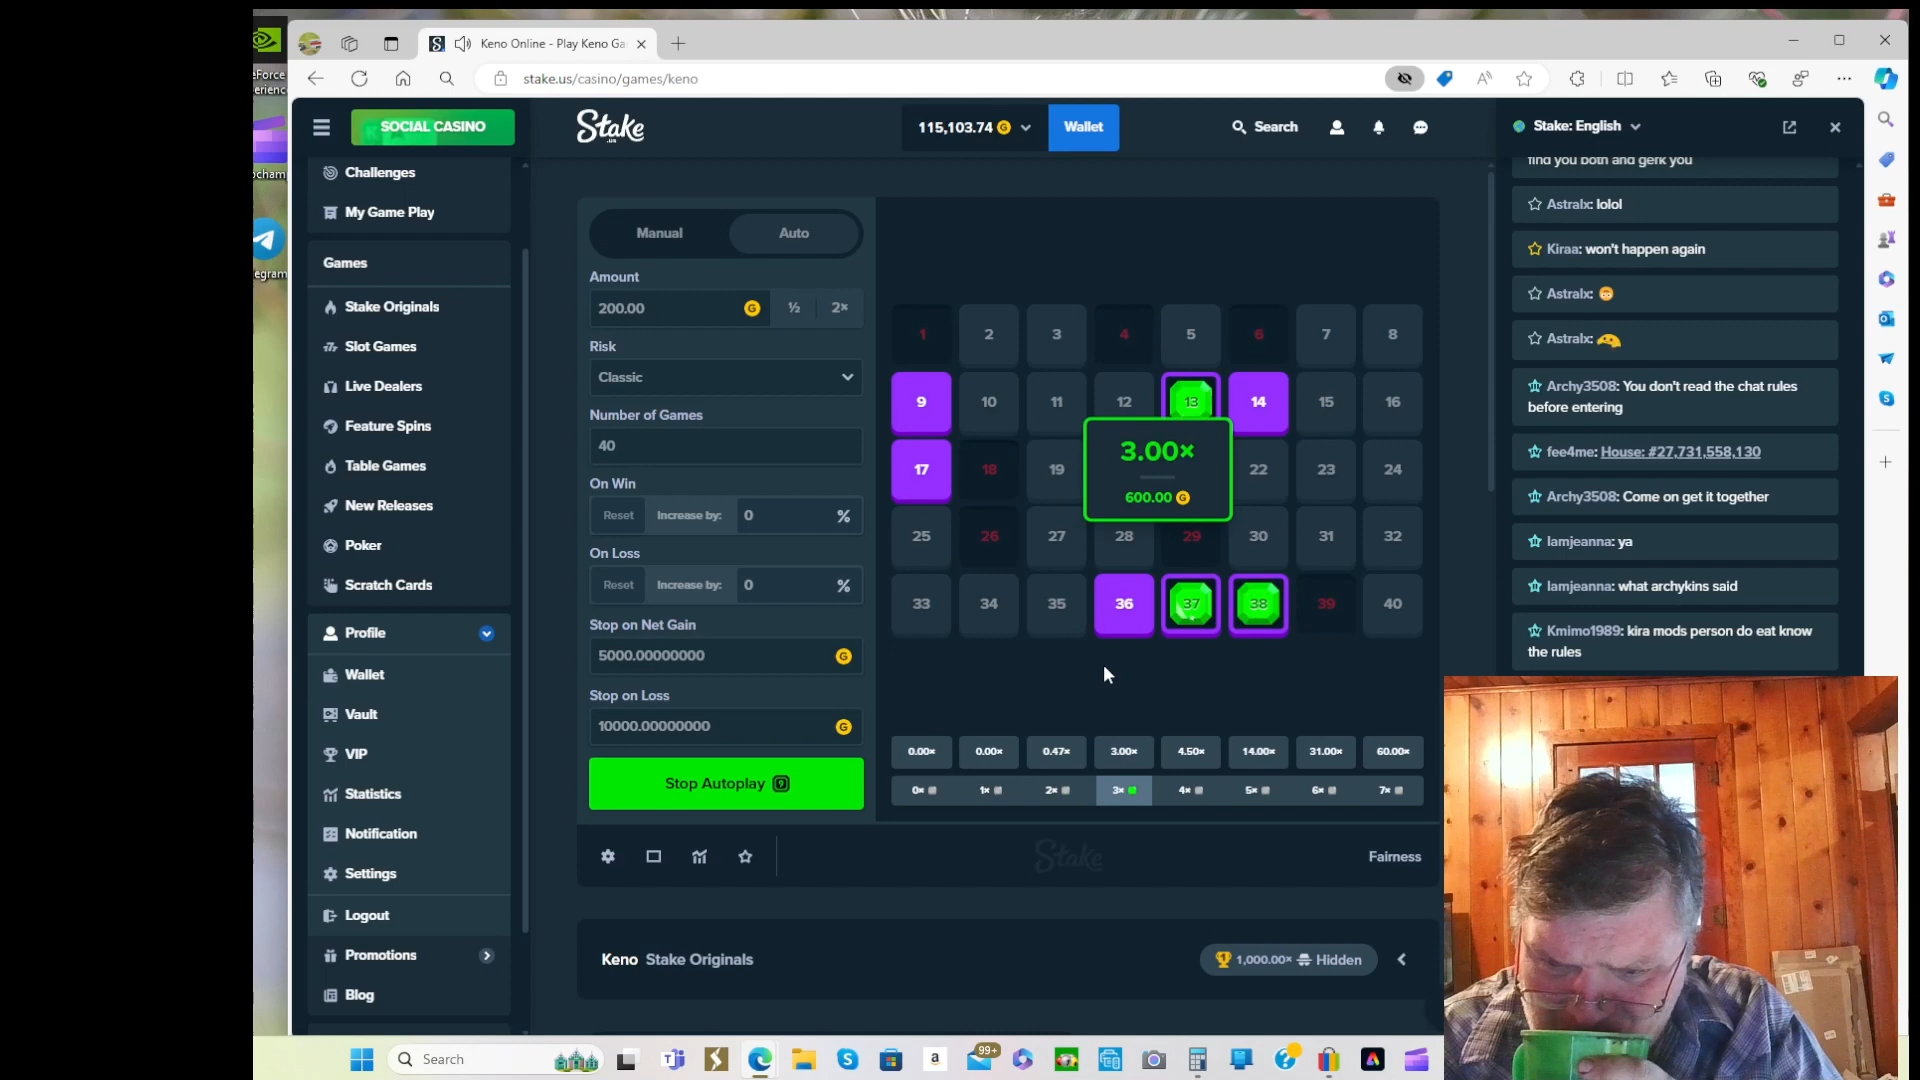 Keno Online - Play Keno Ga
eForce
erience
stake.us/casino/games/keno
ochamp
egram
SOCIAL CASINO
Stake
.US
115,103.74
Wallet
Search
Stake: English
Challenges
My Game Play
Games
Stake Originals
Slot Games
Live Dealers
Feature Spins
Table Games
New Releases
Poker
Scratch Cards
Profile
Wallet
Vault
VIP
Statistics
Notification
Settings
Logout
Promotions
Blog
Manual Auto
Amount
200.00 ½ 2×
Risk
Classic
Number of Games
40
On Win
Reset Increase by: 0 %
On Loss
Reset Increase by: 0 %
Stop on Net Gain
5000.00000000
Stop on Loss
10000.00000000
Stop Autoplay
1 2 3 4 5 6 7 8
9 10 11 12 13 14 15 16
17 18 19 22 23 24
3.00×
600.00
25 26 27 28 29 30 31 32
33 34 35 36 37 38 39 40
0.00× 0.00× 0.47× 3.00× 4.50× 14.00× 31.00× 60.00×
0× 1× 2× 3× 4× 5× 6× 7×
Stake
Fairness
Keno Stake Originals
1,000.00× Hidden
find you both and gerk you
Astralx: lolol
Kiraa: won't happen again
Astralx:
Astralx:
Archy3508: You don't read the chat rules
before entering
fee4me: House: #27,731,558,130
Archy3508: Come on get it together
Iamjeanna: ya
Iamjeanna: what archykins said
Kmimo1989: kira mods person do eat know
the rules
Search
99+